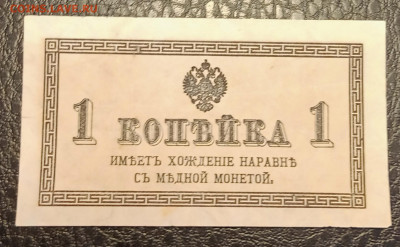 1 КОПѢЙКА 1
ИМѢЕТЪ ХОЖДЕНІЕ НАРАВНѢ
СЪ МѢДНОЙ МОНЕТОЙ.